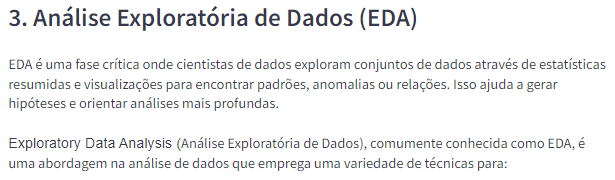 3. Análise Exploratória de Dados (EDA)
EDA é uma fase crítica onde cientistas de dados exploram conjuntos de dados através de estatísticas
resumidas e visualizações para encontrar padrões, anomalias ou relações. Isso ajuda a gerar
hipóteses e orientar análises mais profundas.
Exploratory Data Analysis (Análise Exploratória de Dados), comumente conhecida como EDA, é
uma abordagem na análise de dados que emprega uma variedade de técnicas para: